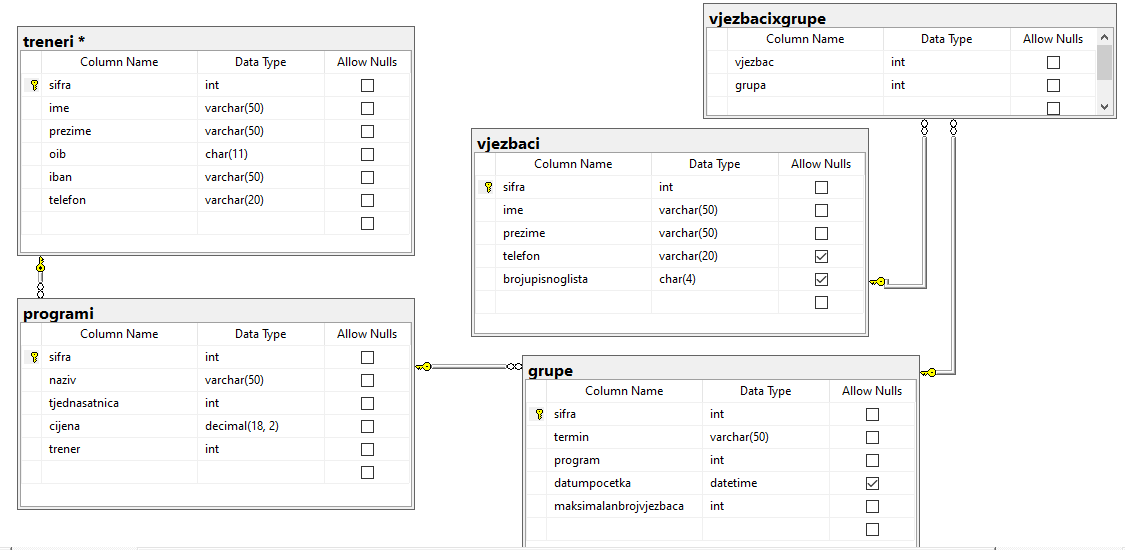 treneri *
Column Name Data Type Allow Nulls
sifra int
ime varchar(50)
prezime varchar(50)
oib char(11)
iban varchar(50)
telefon varchar(20)
vjezbacixgrupe
Column Name Data Type Allow Nulls
vjezbac int
grupa int
vjezbaci
Column Name Data Type Allow Nulls
sifra int
ime varchar(50)
prezime varchar(50)
telefon varchar(20)
brojupisnoglista char(4)
programi
Column Name Data Type Allow Nulls
sifra int
naziv varchar(50)
tjednasatnica int
cijena decimal(18, 2)
trener int
grupe
Column Name Data Type Allow Nulls
sifra int
termin varchar(50)
program int
datumpocetka datetime
maksimalanbrojvjezbaca int